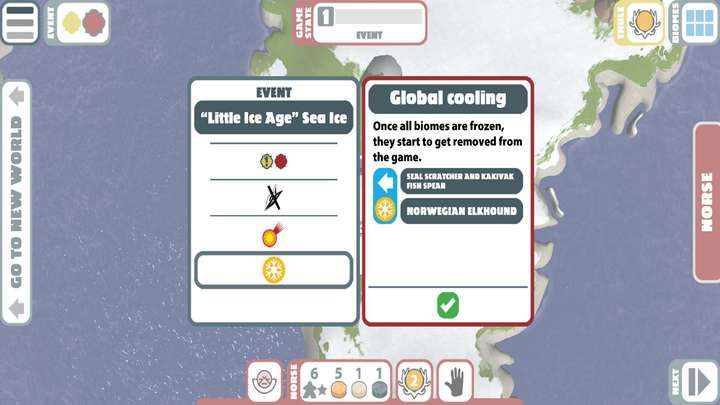 EVENT
GAME STATE
1
EVENT
THULE
BIOMES
GO TO NEW WORLD
EVENT
"Little Ice Age" Sea Ice
Global cooling
Once all biomes are frozen,
they start to get removed from
the game.
SEAL SCRATCHER AND KAKIVAK
FISH SPEAR
NORWEGIAN ELKHOUND
NORSE
NORSE
6 5 1 1
2
NEXT